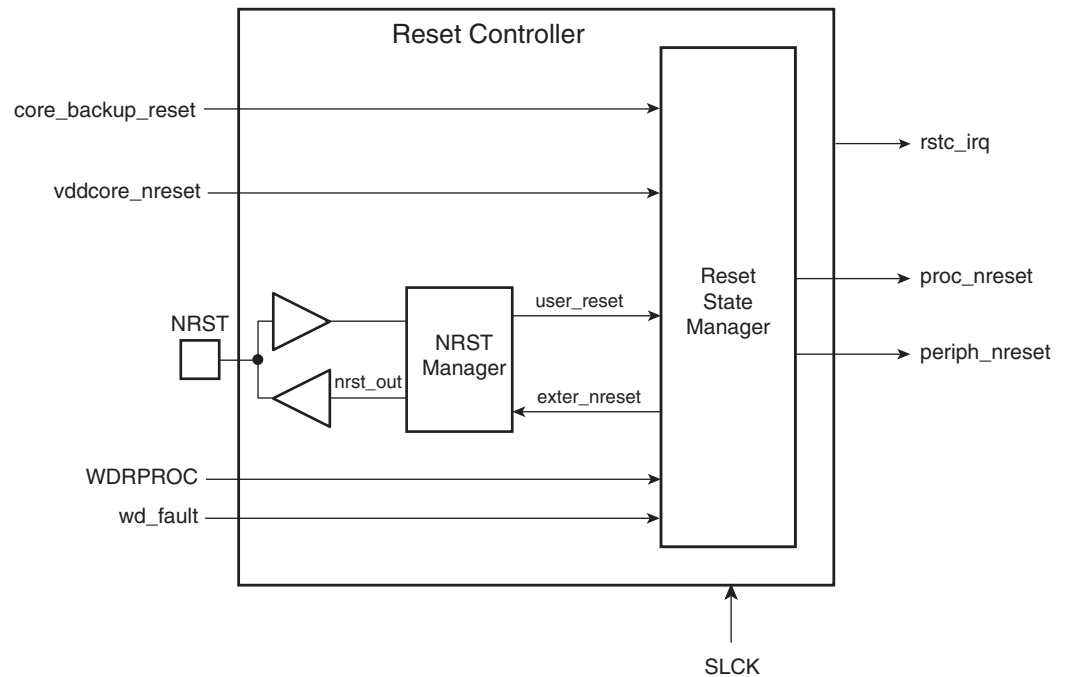 Reset Controller
core_backup_reset
rstc_irq
vddcore_nreset
Reset
State
Manager
proc_nreset
user_reset
NRST
NRST
Manager
periph_nreset
nrst_out
exter_nreset
WDRPROC
wd_fault
SLCK